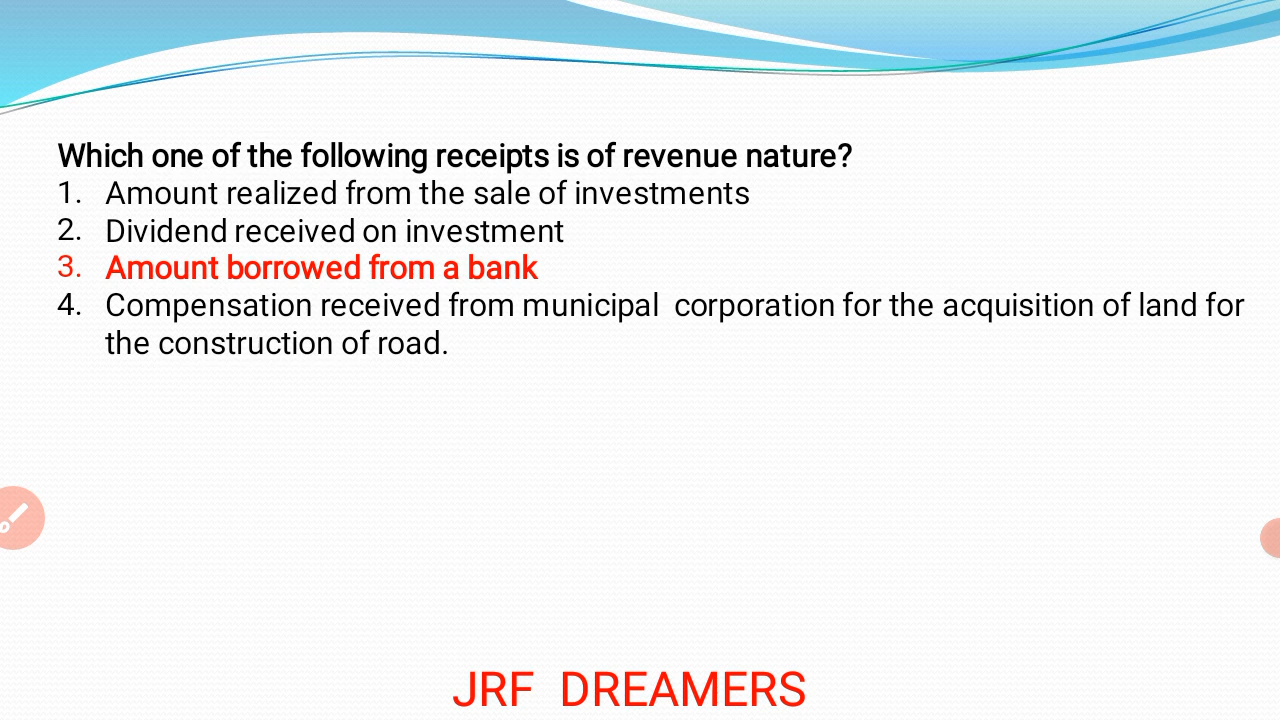 Which one of the following receipts is of revenue nature?
1. Amount realized from the sale of investments
2. Dividend received on investment
3. Amount borrowed from a bank
4. Compensation received from municipal corporation for the acquisition of land for
the construction of road.
JRF DREAMERS